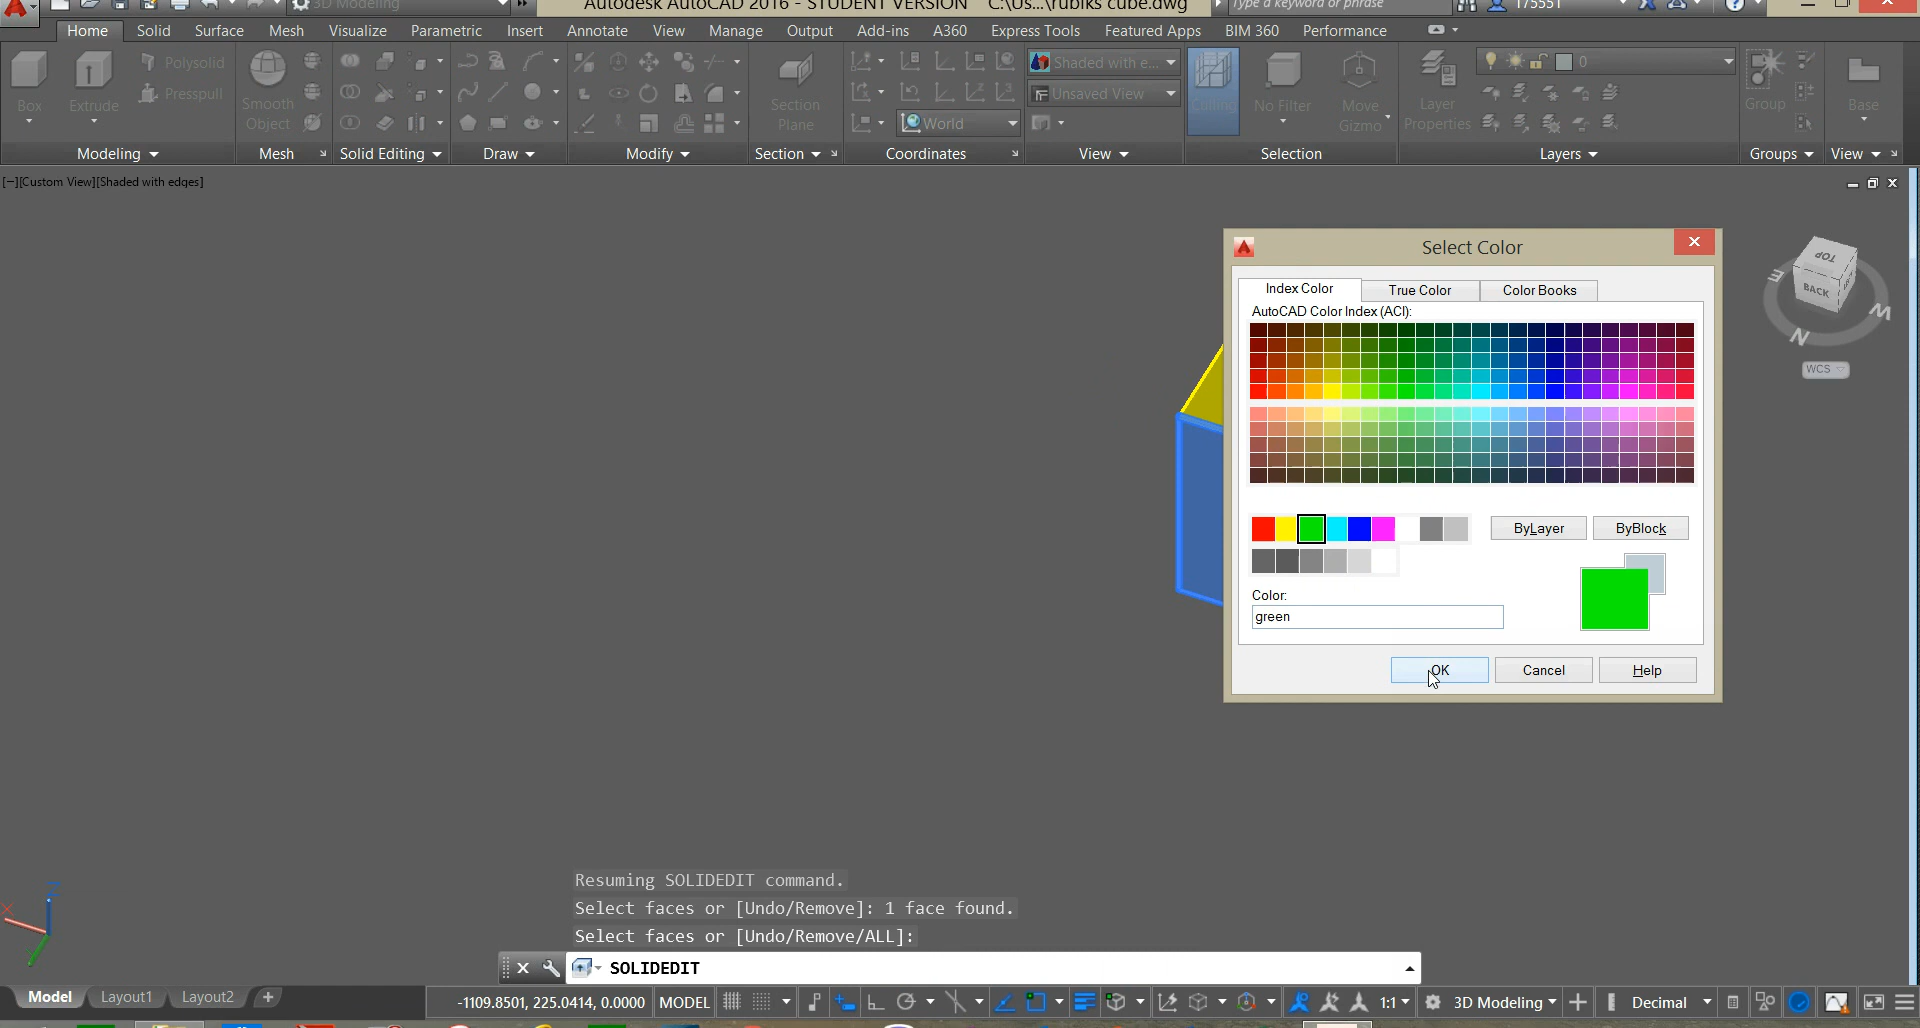 3D Modeling Autodesk AutoCAD 2016 - STUDENT VERSION C:\Us...\rubiks cube.dwg Type a keyword or phrase 175551
Home Solid Surface Mesh Visualize Parametric Insert Annotate View Manage Output Add-ins A360 Express Tools Featured Apps BIM 360 Performance
Polysolid Shaded with e... 0
Presspull Unsaved View
Box Extrude Smooth Object Section Plane World Culling No Filter Move Gizmo Layer Properties Group Base
Modeling Mesh Solid Editing Draw Modify Section Coordinates View Selection Layers Groups View
[−][Custom View][Shaded with edges]
Select Color
Index Color True Color Color Books
AutoCAD Color Index (ACI):
ByLayer ByBlock
Color:
green
OK Cancel Help
TOP
BACK
E
W
N
WCS
Resuming SOLIDEDIT command.
Select faces or [Undo/Remove]: 1 face found.
Select faces or [Undo/Remove/ALL]:
SOLIDEDIT
X
Z
Model Layout1 Layout2 +
-1109.8501, 225.0414, 0.0000 MODEL 1:1 3D Modeling Decimal